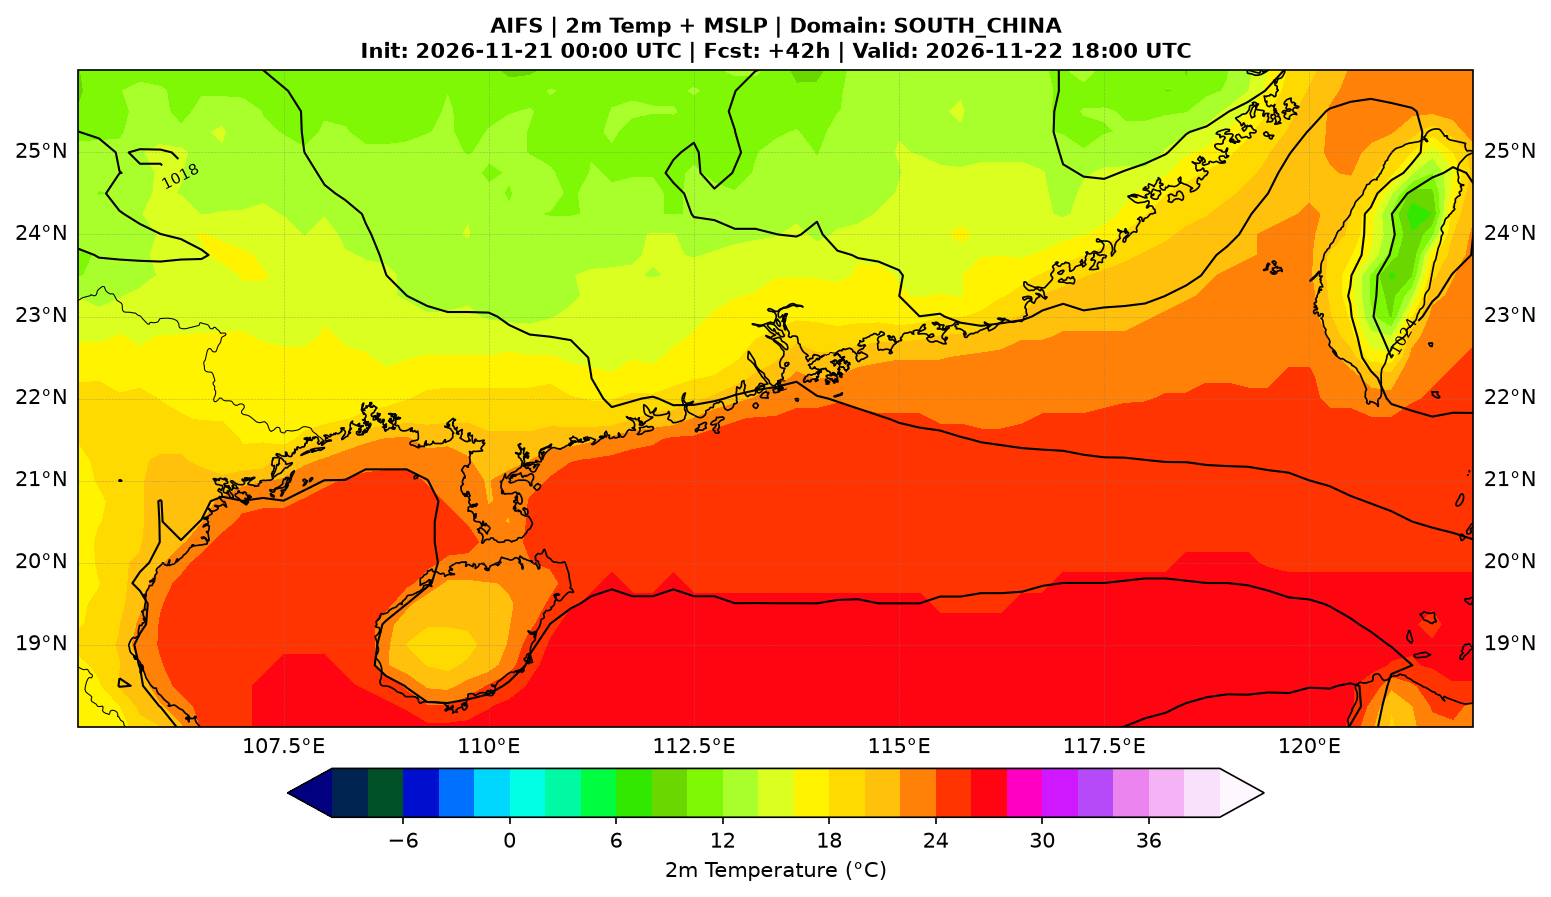 AIFS | 2m Temp + MSLP | Domain: SOUTH_CHINA
Init: 2026-11-21 00:00 UTC | Fcst: +42h | Valid: 2026-11-22 18:00 UTC
25°N 25°N
1018
24°N 24°N
23°N 23°N
1024
22°N 22°N
21°N 21°N
20°N 20°N
19°N 19°N
107.5°E 110°E 112.5°E 115°E 117.5°E 120°E
−6 0 6 12 18 24 30 36
2m Temperature (°C)